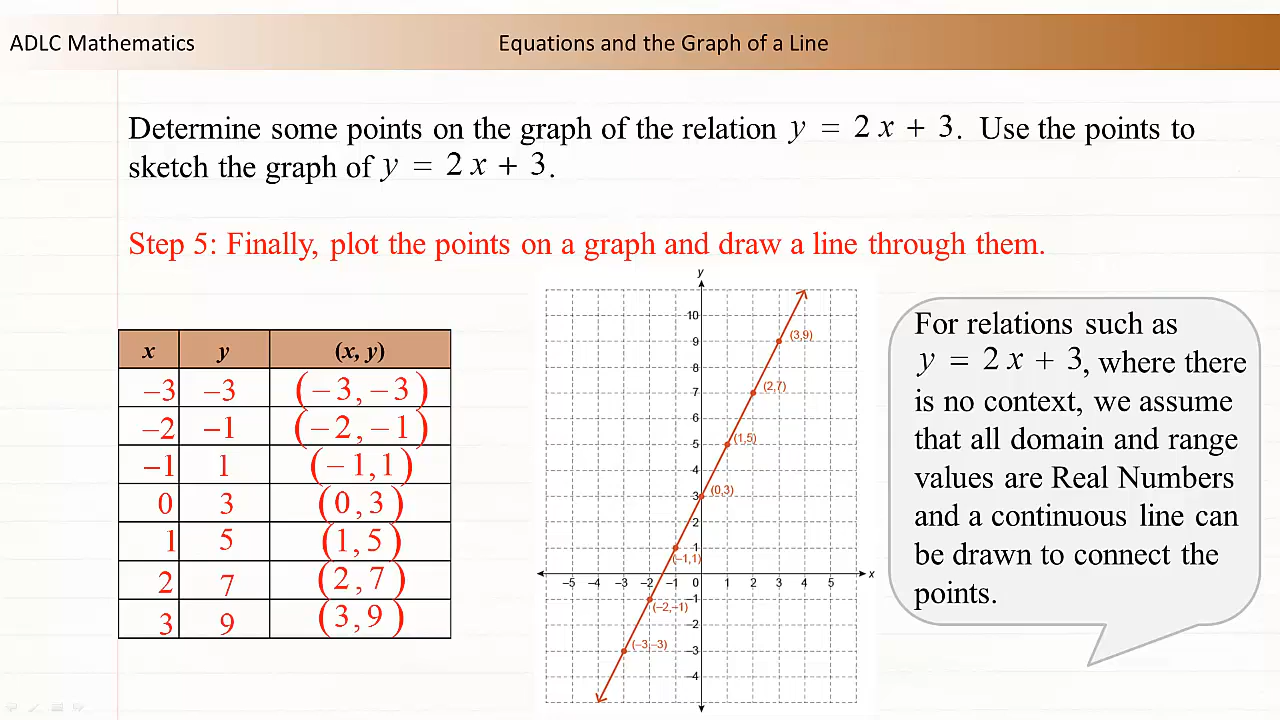 ADLC Mathematics
Equations and the Graph of a Line
Determine some points on the graph of the relation y = 2x + 3. Use the points to
sketch the graph of y = 2x + 3.
Step 5: Finally, plot the points on a graph and draw a line through them.
x y (x, y)
−3 −3 (−3, −3)
−2 −1 (−2, −1)
−1 1 (−1, 1)
0 3 (0, 3)
1 5 (1, 5)
2 7 (2, 7)
3 9 (3, 9)
y
10
9
(3,9)
8
7
(2,7)
6
5
(1,5)
4
3
(0,3)
2
1
(−1,1)
−5 −4 −3 −2 −1 0 1 2 3 4 5 x
−1
(−2,−1)
−2
−3
(−3,−3)
−4
For relations such as
y = 2x + 3, where there
is no context, we assume
that all domain and range
values are Real Numbers
and a continuous line can
be drawn to connect the
points.